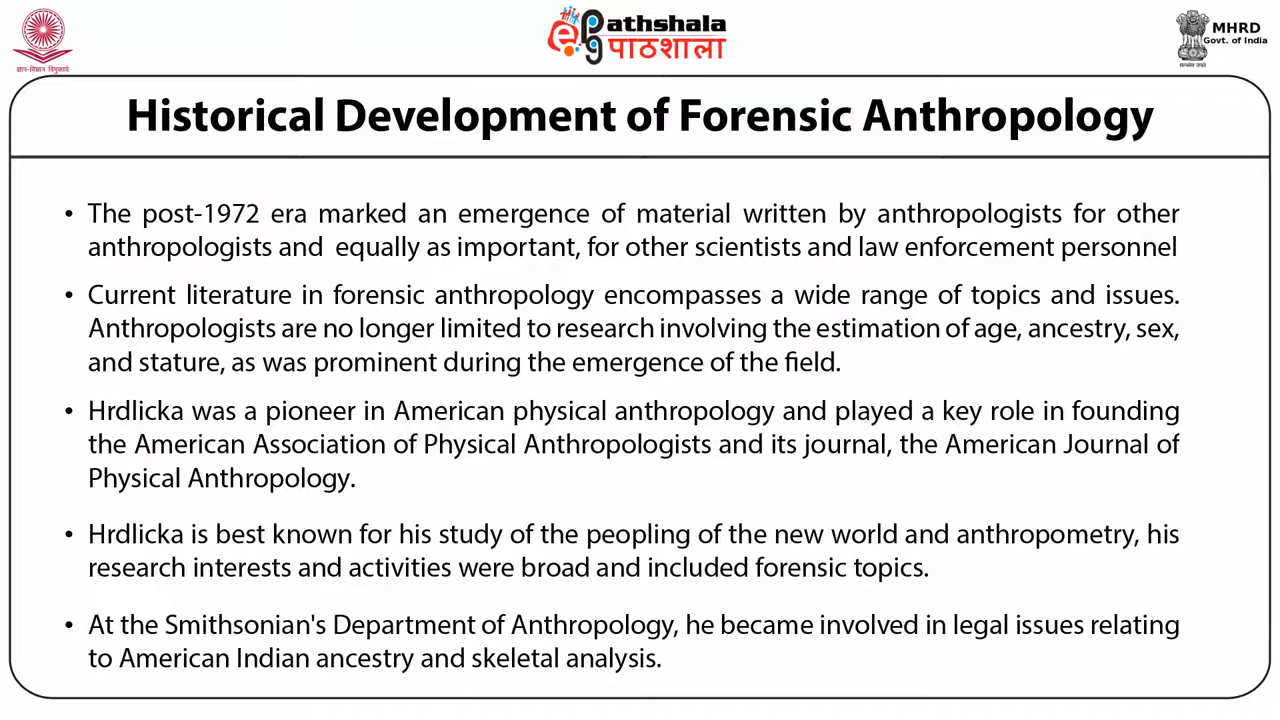 ज्ञान-विज्ञान विमुक्तये
ePathshala
पाठशाला
MHRD
Govt. of India
सत्यमेव जयते
Historical Development of Forensic Anthropology
• The post-1972 era marked an emergence of material written by anthropologists for other
anthropologists and equally as important, for other scientists and law enforcement personnel
• Current literature in forensic anthropology encompasses a wide range of topics and issues.
Anthropologists are no longer limited to research involving the estimation of age, ancestry, sex,
and stature, as was prominent during the emergence of the field.
• Hrdlicka was a pioneer in American physical anthropology and played a key role in founding
the American Association of Physical Anthropologists and its journal, the American Journal of
Physical Anthropology.
• Hrdlicka is best known for his study of the peopling of the new world and anthropometry, his
research interests and activities were broad and included forensic topics.
• At the Smithsonian's Department of Anthropology, he became involved in legal issues relating
to American Indian ancestry and skeletal analysis.